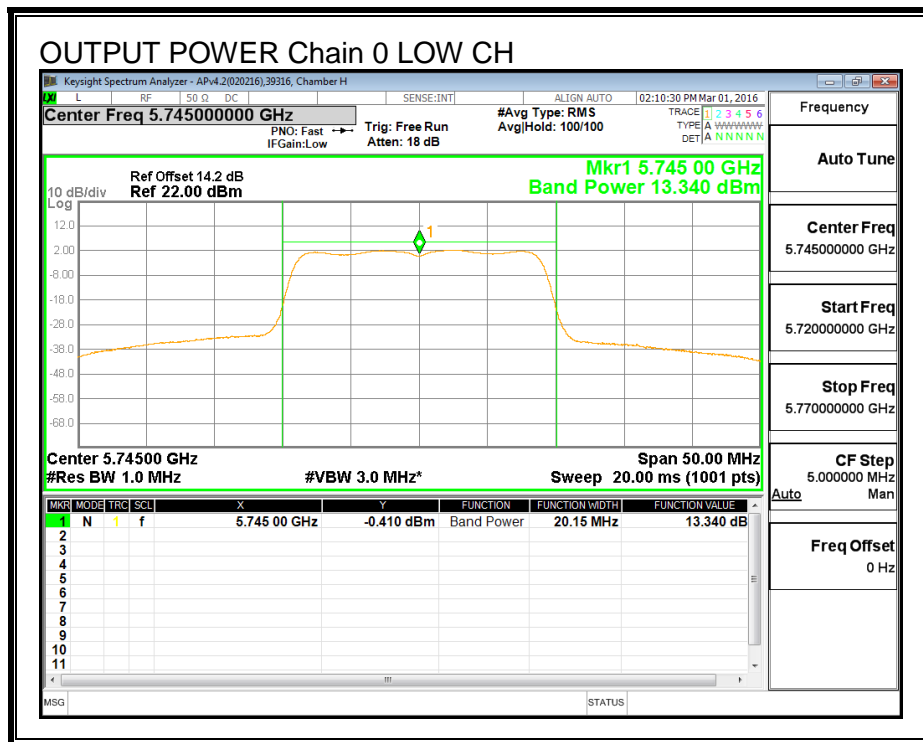 OUTPUT POWER Chain 0 LOW CH
Keysight Spectrum Analyzer - APv4.2(020216),39316, Chamber H
LXI L RF 50 Ω DC SENSE:INT ALIGN AUTO 02:10:30 PM Mar 01, 2016
Center Freq 5.745000000 GHz
PNO: Fast
IFGain:Low
Trig: Free Run
Atten: 18 dB
#Avg Type: RMS
Avg|Hold: 100/100
TRACE 1 2 3 4 5 6
TYPE A WWWWW
DET A N N N N N
Mkr1 5.745 00 GHz
Band Power 13.340 dBm
Ref Offset 14.2 dB
10 dB/div Ref 22.00 dBm
Log
1
12.0
2.00
-8.00
-18.0
-28.0
-38.0
-48.0
-58.0
-68.0
Center 5.74500 GHz Span 50.00 MHz
#Res BW 1.0 MHz #VBW 3.0 MHz* Sweep 20.00 ms (1001 pts)
MKR MODE TRC SCL X Y FUNCTION FUNCTION WIDTH FUNCTION VALUE
1 N 1 f 5.745 00 GHz -0.410 dBm Band Power 20.15 MHz 13.340 dB
2
3
4
5
6
7
8
9
10
11
MSG STATUS
Frequency
Auto Tune
Center Freq
5.745000000 GHz
Start Freq
5.720000000 GHz
Stop Freq
5.770000000 GHz
CF Step
5.000000 MHz
Auto Man
Freq Offset
0 Hz